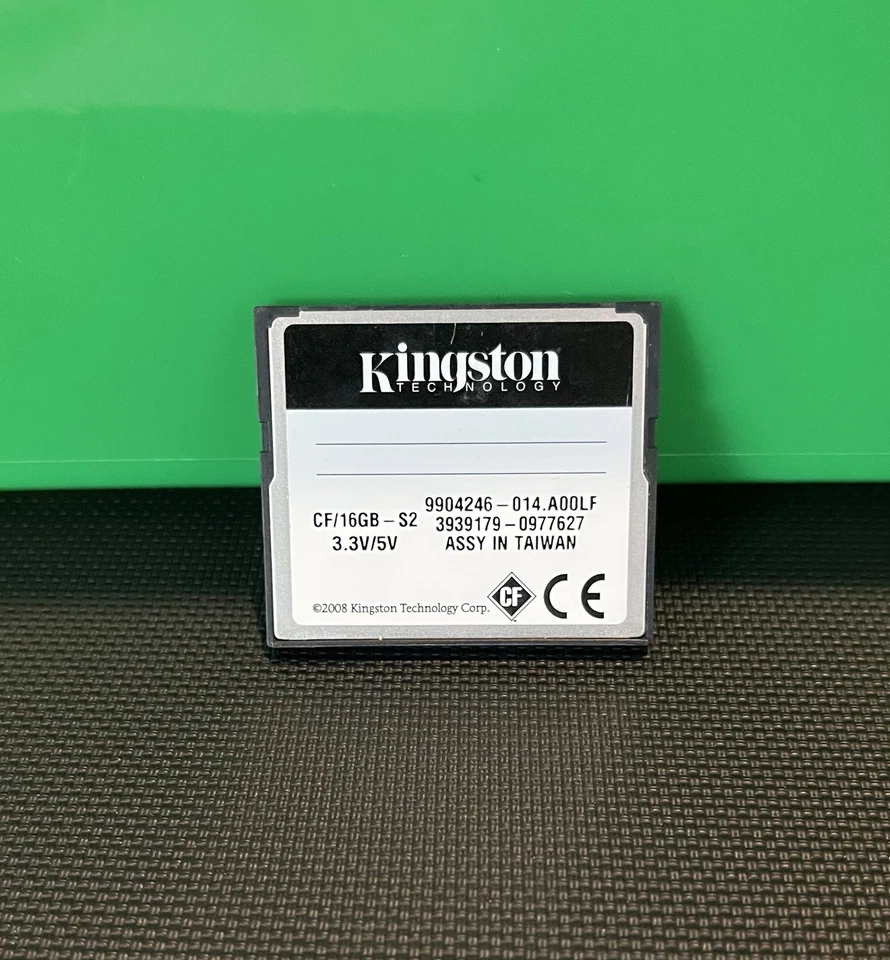 Kingston
TECHNOLOGY
CF/16GB-S2
3.3V/5V
9904246-014.A00LF
3939179-0977627
ASSY IN TAIWAN
©2008 Kingston Technology Corp.
CF
CE